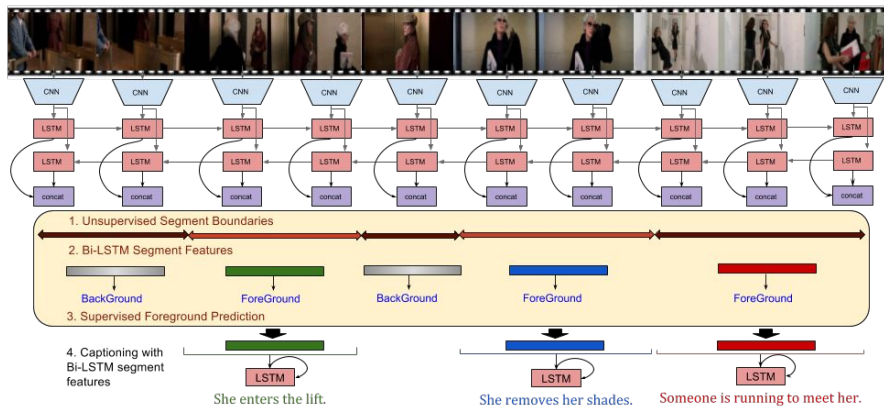 CNN CNN CNN CNN CNN CNN CNN CNN CNN CNN
LSTM LSTM LSTM LSTM LSTM LSTM LSTM LSTM LSTM LSTM
LSTM LSTM LSTM LSTM LSTM LSTM LSTM LSTM LSTM LSTM
concat concat concat concat concat concat concat concat concat concat
1. Unsupervised Segment Boundaries
2. Bi-LSTM Segment Features
BackGround ForeGround BackGround ForeGround ForeGround
3. Supervised Foreground Prediction
4. Captioning with
Bi-LSTM segment
features
LSTM LSTM LSTM
She enters the lift. She removes her shades. Someone is running to meet her.